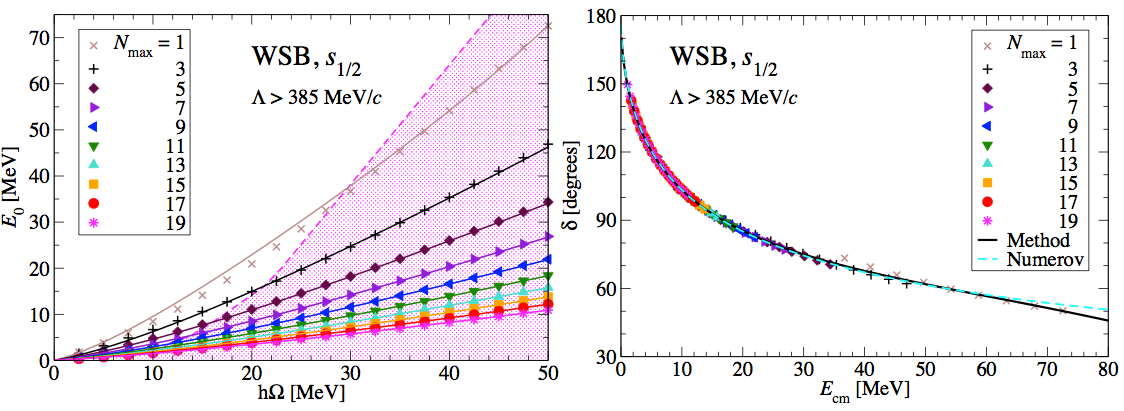 70
60
50
40
30
20
10
0
E0 [MeV]
0 10 20 30 40 50
hΩ [MeV]
Nmax = 1
3
5
7
9
11
13
15
17
19
WSB, s1/2
Λ > 385 MeV/c
180
150
120
90
60
30
δ [degrees]
0 10 20 30 40 50 60 70 80
Ecm [MeV]
WSB, s1/2
Λ > 385 MeV/c
Nmax = 1
3
5
7
9
11
13
15
17
19
Method
Numerov